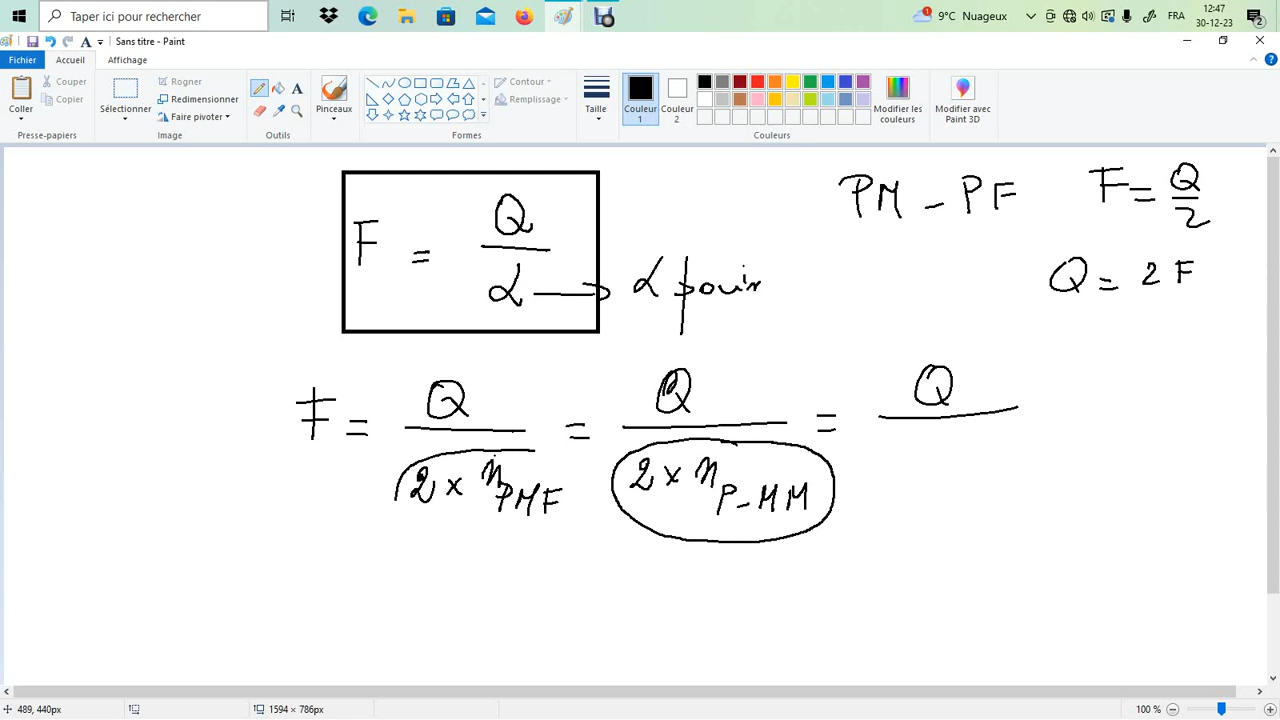 Taper ici pour rechercher
9°C Nuageux
FRA
12:47
30-12-23
2
Sans titre - Paint
Fichier Accueil Affichage
Coller
Couper
Copier
Presse-papiers
Sélectionner
Rogner
Redimensionner
Faire pivoter
Image
A
Outils
Pinceaux
Contour
Remplissage
Formes
Taille
Couleur 1
Couleur 2
Couleurs
Modifier les couleurs
Modifier avec Paint 3D
F = Q / α → α pouix
PM - PF F = Q / 2
Q = 2 F
F = Q / 2 × n PMF = Q / 2 × n P-MM = Q
489, 440px
1594 × 786px
100 %